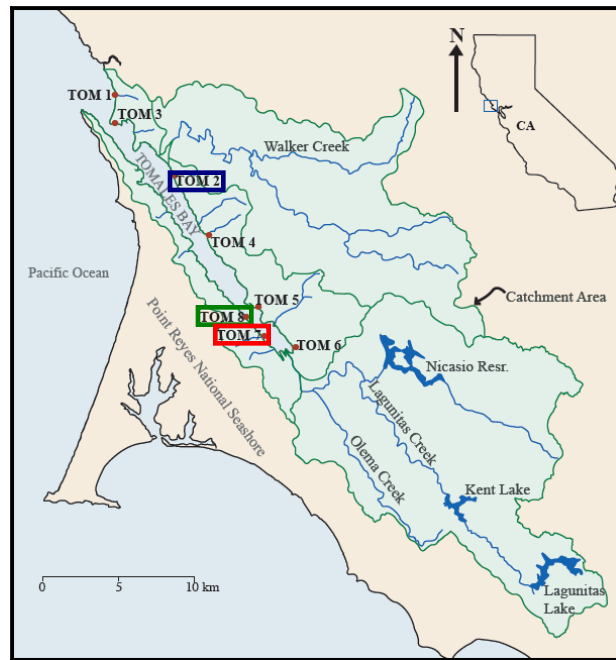 N
TOM 1
TOM 3
CA
Walker Creek
TOM 2
TOMALES BAY
TOM 4
Pacific Ocean
Catchment Area
TOM 5
TOM 8
TOM 7
TOM 6
Point Reyes National Seashore
Nicasio Resr.
Lagunitas Creek
Olema Creek
Kent Lake
0 5 10 km
Lagunitas
Lake